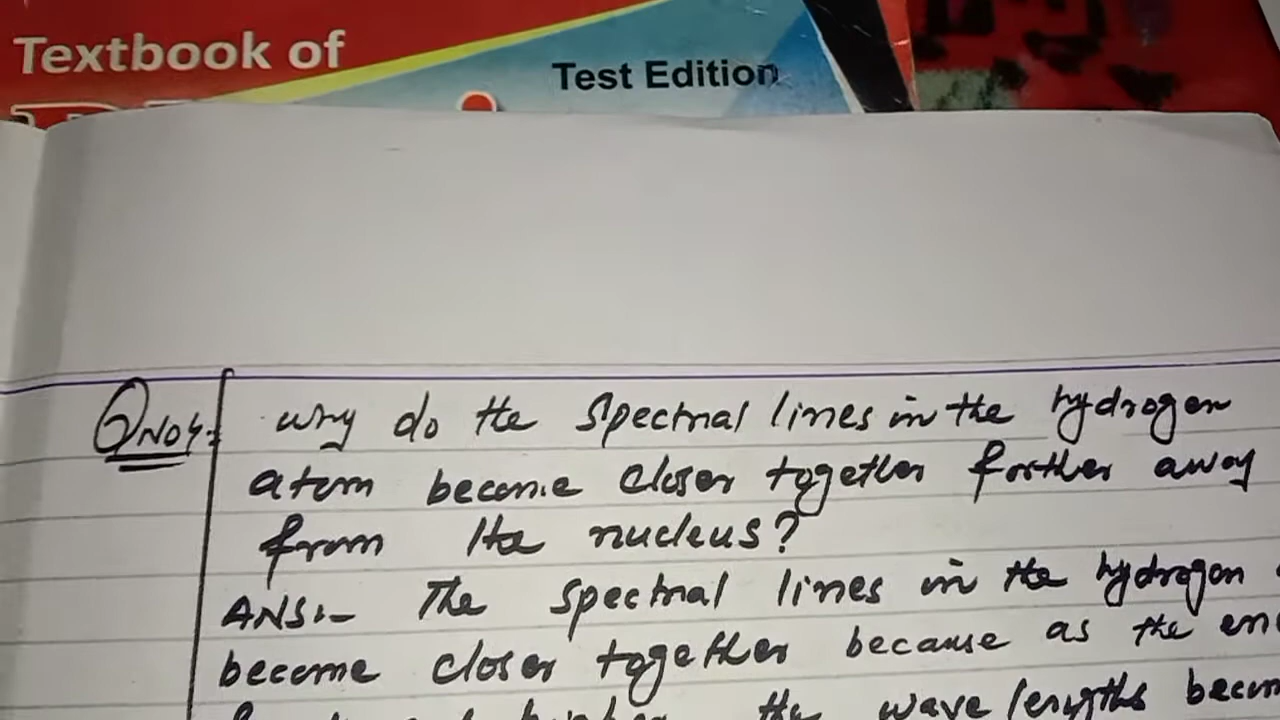 Textbook of
Test Edition
QNo4:
why do the spectral lines in the hydrogen
atom become closer together further away
from the nucleus?
ANS:- The spectral lines in the hydrogen
become closer together because as the
the wavelengths